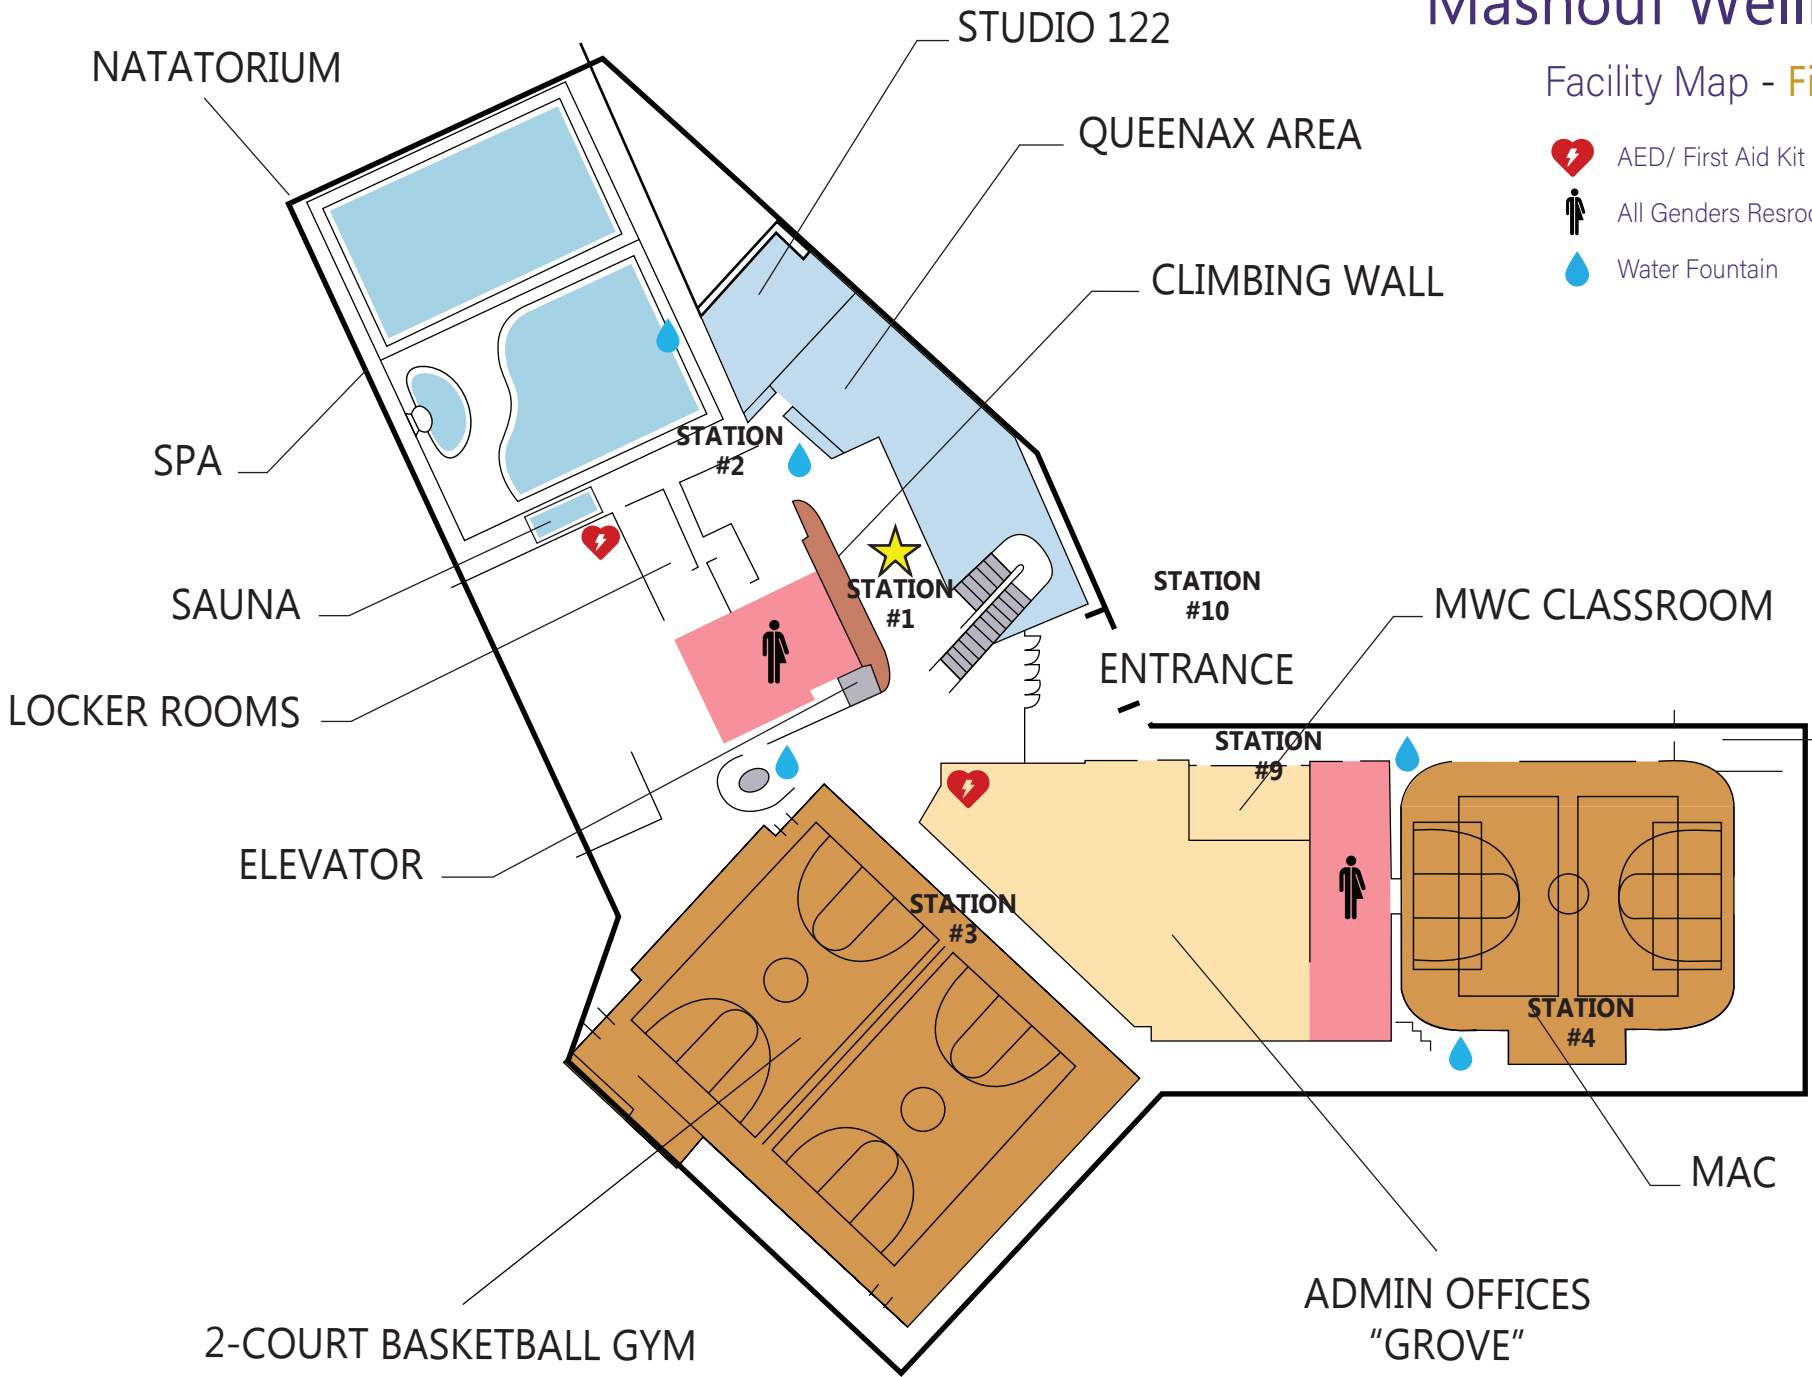 STUDIO 122
NATATORIUM
Facility Map -
QUEENAX AREA
AED/ First Aid Kit
All Genders
Water Fountain
CLIMBING WALL
SPA
STATION
#2
SAUNA
STATION
#1
STATION
#10
MWC CLASSROOM
ENTRANCE
LOCKER ROOMS
STATION
#9
ELEVATOR
STATION
#3
STATION
#4
MAC
ADMIN OFFICES
“GROVE”
2-COURT BASKETBALL GYM